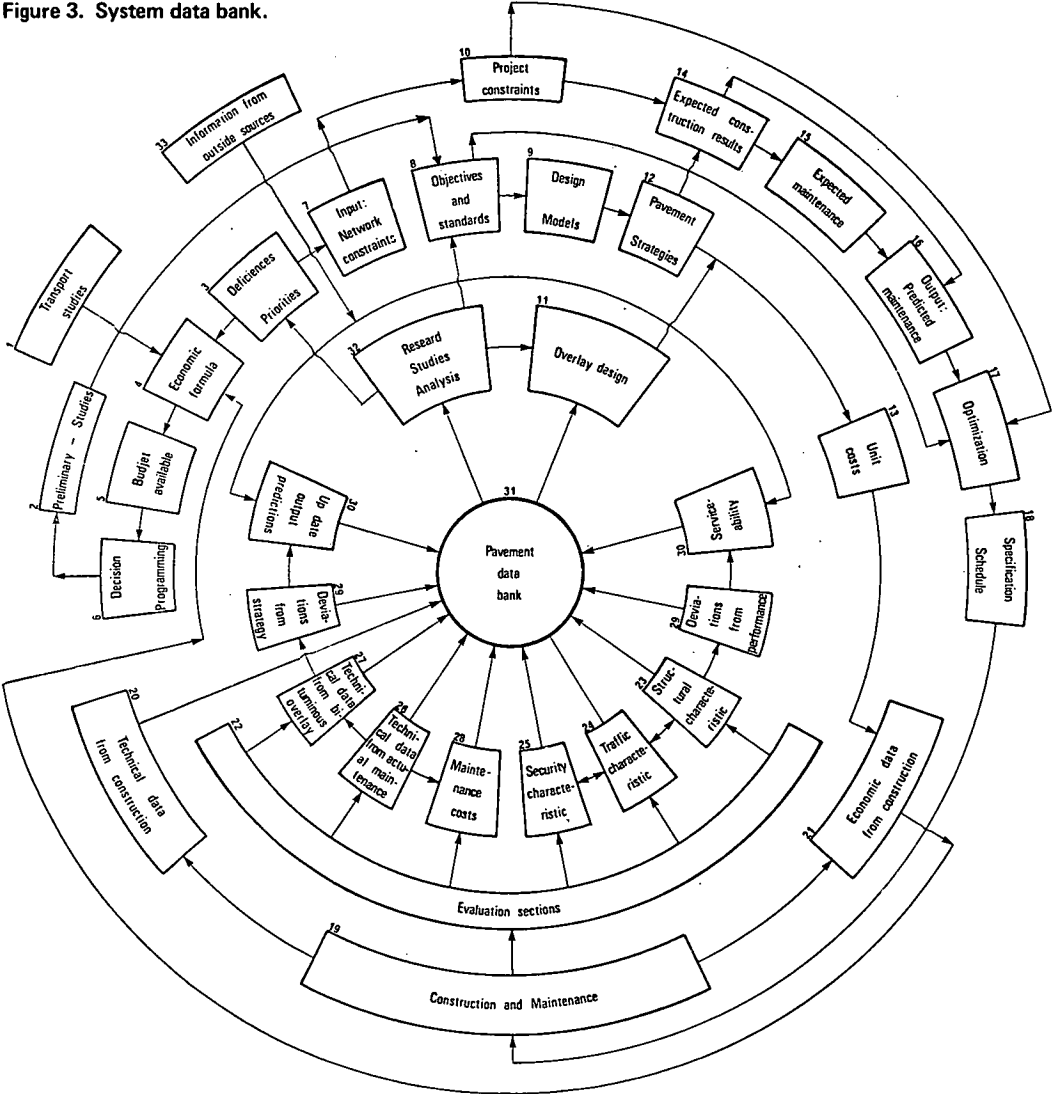 Figure 3. System data bank.
10
Project
constraints
14
Expected cons-
truction results
15
Expected
maintenance
16
Output:
Predicted
maintenance
17
Optimization
18
Specification
Schedule
33
Information from
outside sources
7
Input:
Network
constraints
8
Objectives
and
standards
9
Design
Models
12
Pavement
Strategies
13
Unit
costs
1
Transport
studies
2
Preliminary - Studies
3
Deficiences
Priorities
4
Economic
formula
5
Budjet
available
6
Decision
Programming
32
Researd
Studies
Analysis
11
Overlay design
30
Up date
output
predictions
31
Pavement
data
bank
30
Service-
ability
29
Devia-
tions
from
strategy
29
Devia-
tions
from
performance
27
Techni-
cal data
from bi-
tuminous
overlay
26
Techni-
cal data
from actu-
al main-
tenance
28
Mainte-
nance
costs
25
Security
characte-
ristic
24
Traffic
characte-
ristic
23
Struc-
tural
characte-
ristic
22
Evaluation sections
20
Technical data
from construction
21
Economic data
from construction
19
Construction and Maintenance